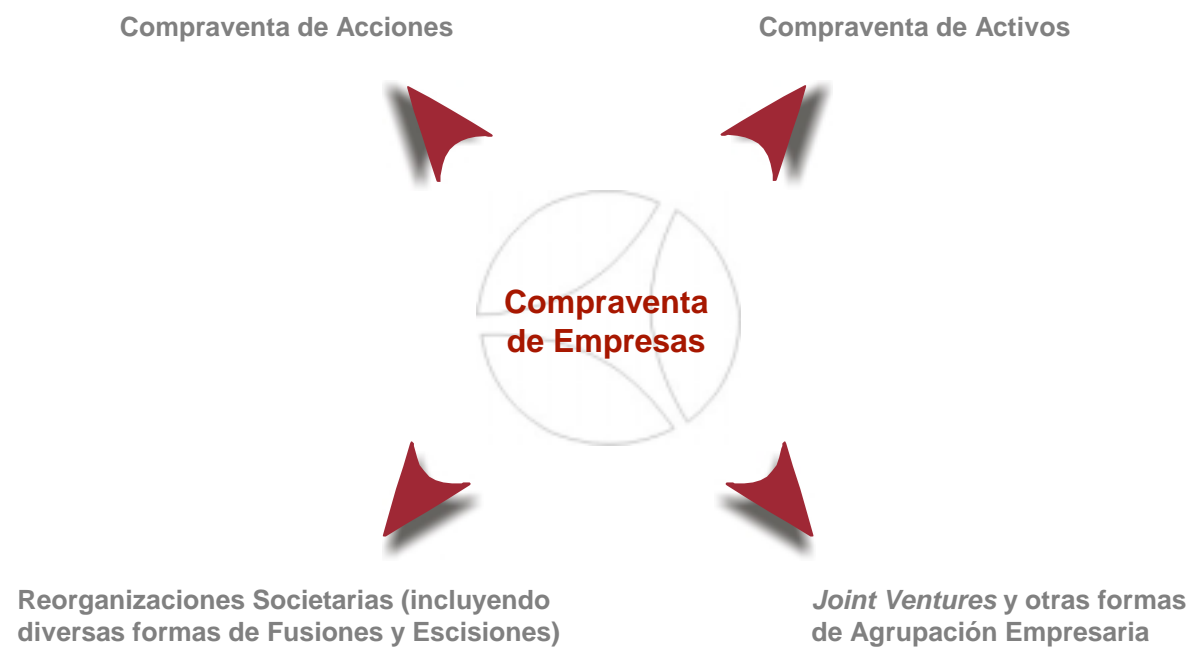 Compraventa de Acciones
Compraventa de Activos
Compraventa
de Empresas
Reorganizaciones Societarias (incluyendo
diversas formas de Fusiones y Escisiones)
Joint Ventures y otras formas
de Agrupación Empresaria